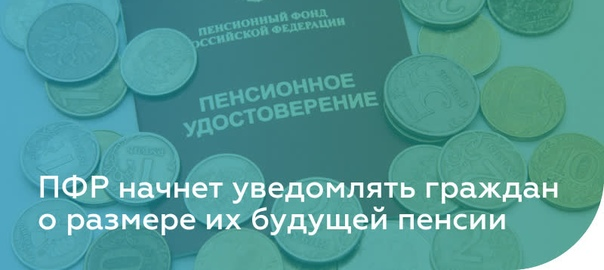 ПЕНСИОННЫЙ ФОНД
РОССИЙСКОЙ ФЕДЕРАЦИИ
ПЕНСИОННОЕ
УДОСТОВЕРЕНИЕ
ПФР начнет уведомлять граждан
о размере их будущей пенсии